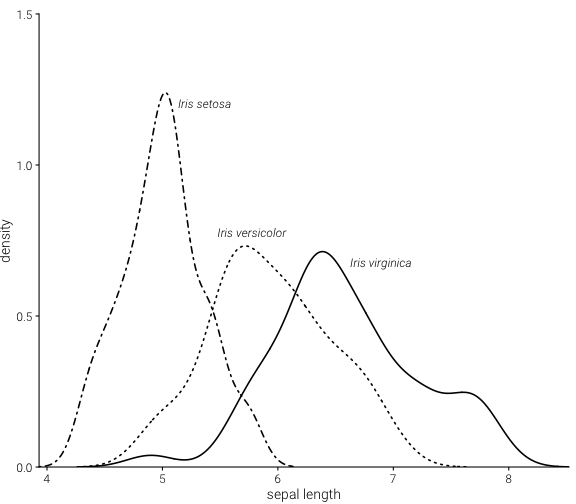 1.5
Iris setosa
1.0
Iris versicolor
density
Iris virginica
0.5
0.0
4 5 6 7 8
sepal length